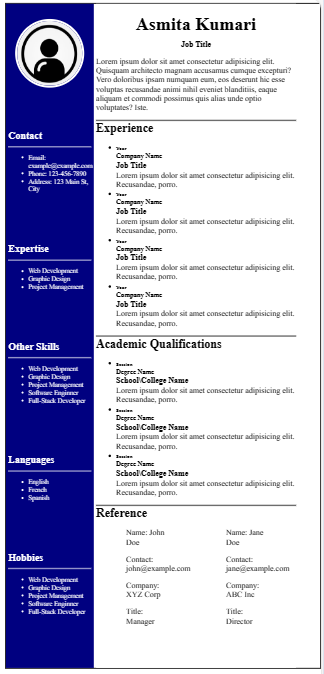 Asmita Kumari
Job Title
Lorem ipsum dolor sit amet consectetur adipisicing elit.
Quisquam architecto magnam accusamus cumque excepturi?
Vero doloribus ipsam numquam eum, eos deserunt hic esse
voluptas recusandae animi nihil eveniet blanditiis, eaque
aliquam et commodi possimus quis alias unde optio
voluptates? Iste.
Contact
Email:
example@example.com
Phone: 123-456-7890
Address: 123 Main St,
City
Expertise
Web Development
Graphic Design
Project Management
Other Skills
Web Development
Graphic Design
Project Management
Software Enginner
Full-Stack Developer
Languages
English
French
Spanish
Hobbies
Web Development
Graphic Design
Project Management
Software Enginner
Full-Stack Developer
Experience
Year
Company Name
Job Title
Lorem ipsum dolor sit amet consectetur adipisicing elit.
Recusandae, porro.
Year
Company Name
Job Title
Lorem ipsum dolor sit amet consectetur adipisicing elit.
Recusandae, porro.
Year
Company Name
Job Title
Lorem ipsum dolor sit amet consectetur adipisicing elit.
Recusandae, porro.
Year
Company Name
Job Title
Lorem ipsum dolor sit amet consectetur adipisicing elit.
Recusandae, porro.
Academic Qualifications
Session
Degree Name
School\College Name
Lorem ipsum dolor sit amet consectetur adipisicing elit.
Recusandae, porro.
Session
Degree Name
School\College Name
Lorem ipsum dolor sit amet consectetur adipisicing elit.
Recusandae, porro.
Session
Degree Name
School\College Name
Lorem ipsum dolor sit amet consectetur adipisicing elit.
Recusandae, porro.
Reference
Name: John
Doe
Contact:
john@example.com
Company:
XYZ Corp
Title:
Manager
Name: Jane
Doe
Contact:
jane@example.com
Company:
ABC Inc
Title:
Director